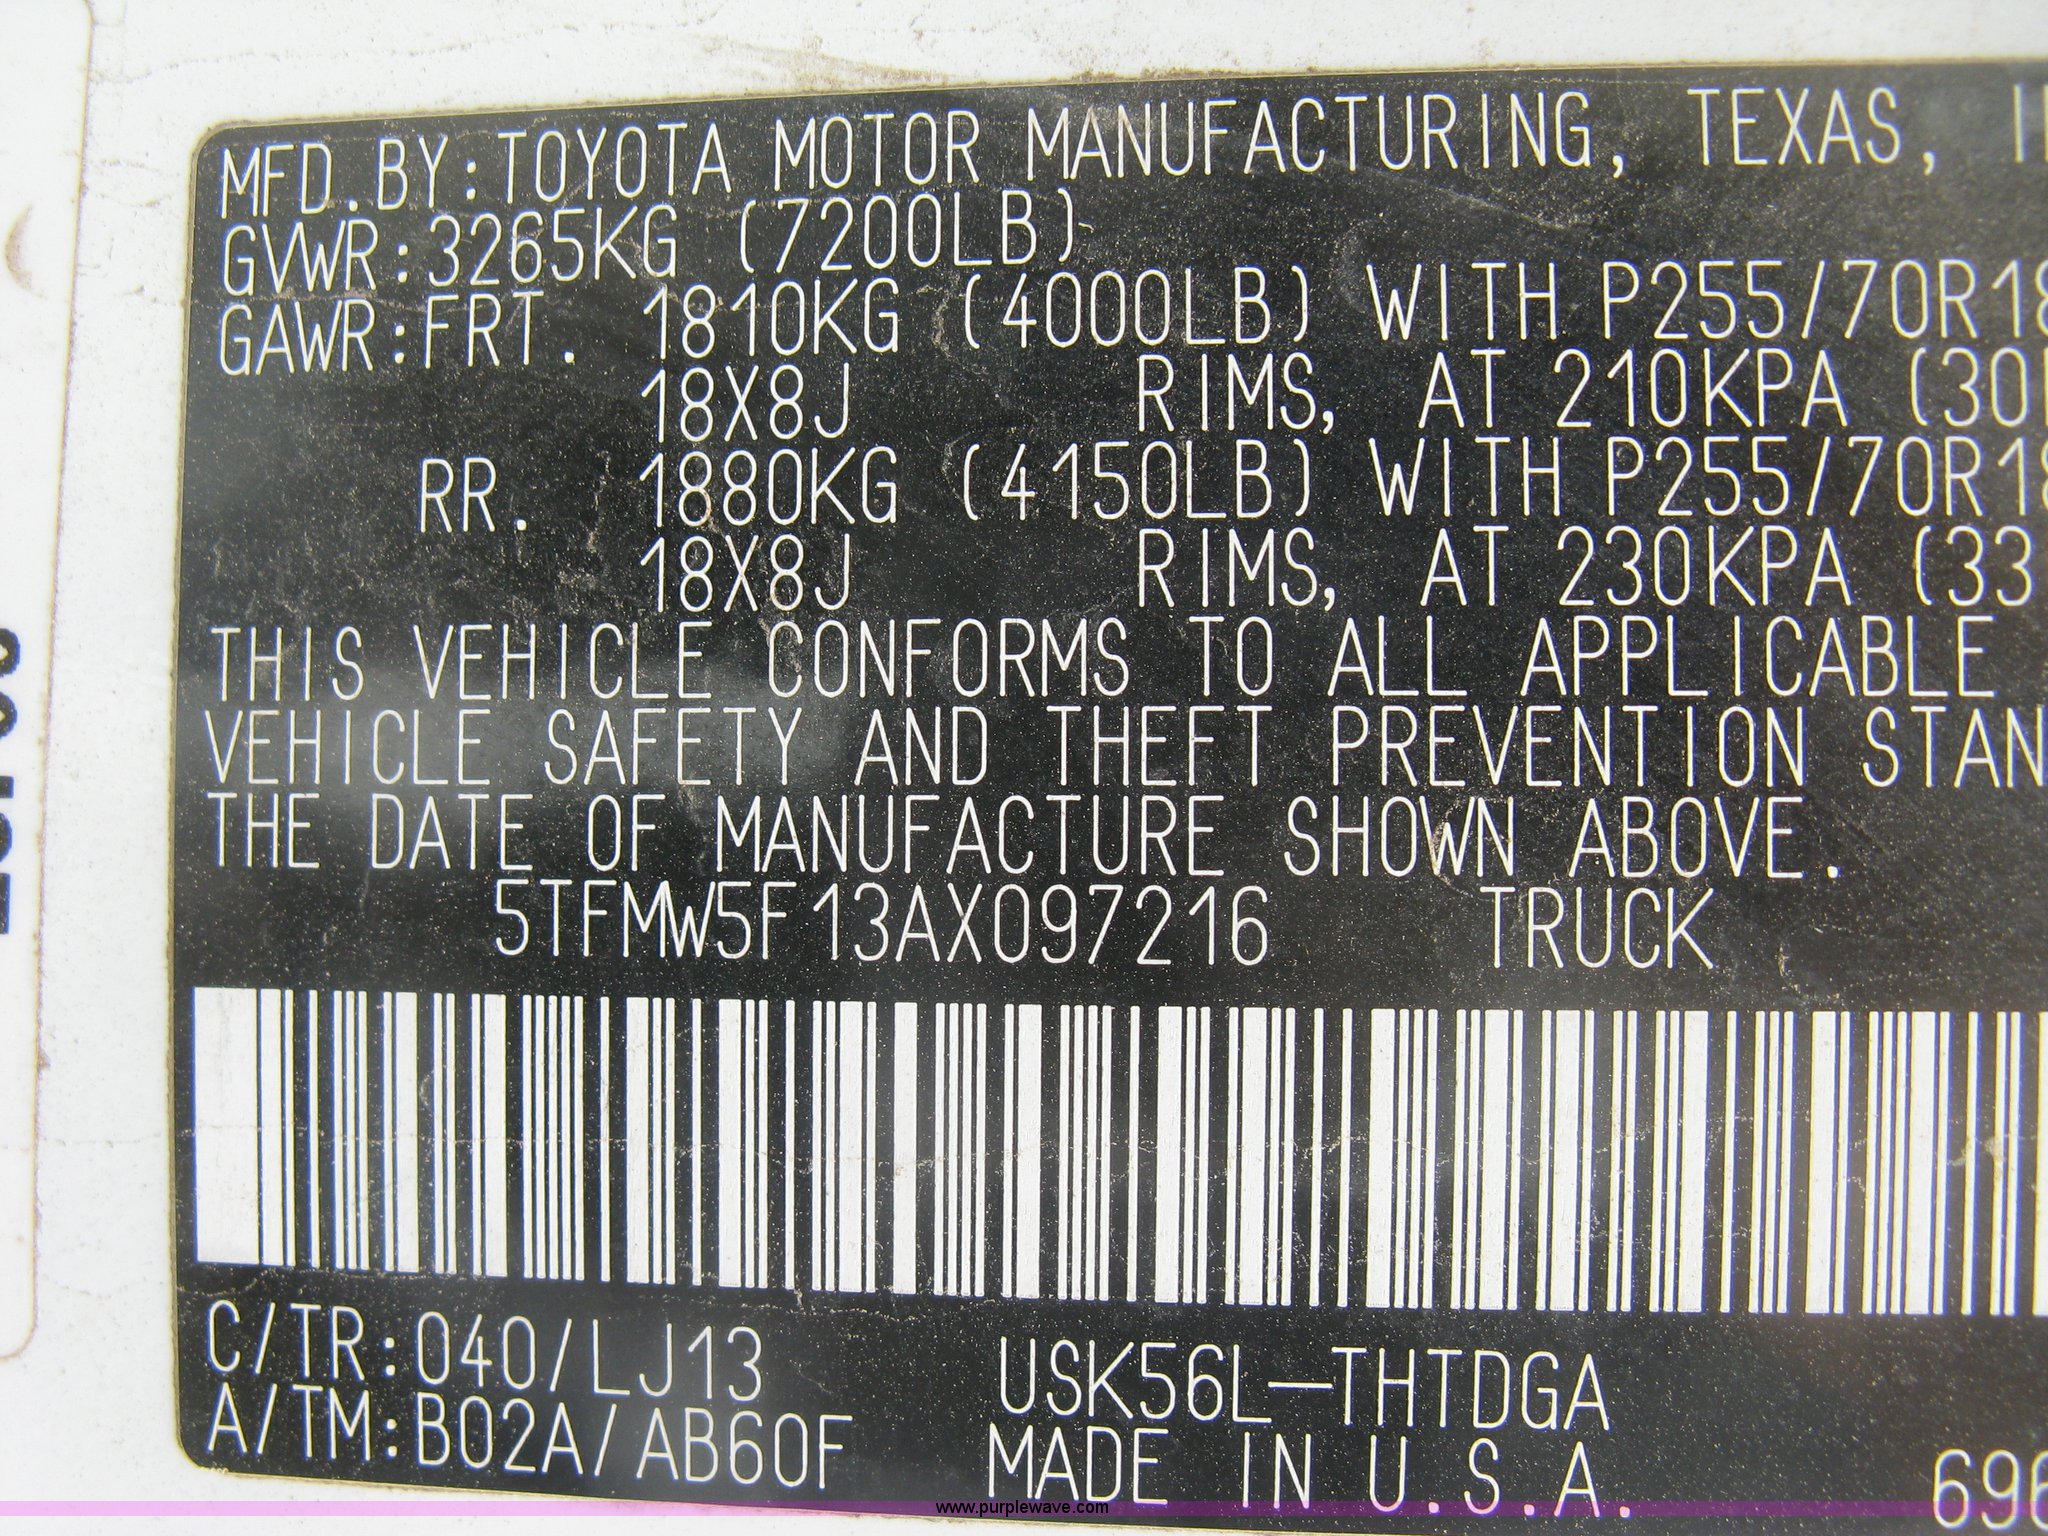 MFD.BY:TOYOTA MOTOR MANUFACTURING, TEXAS,
GVWR:3265KG (7200LB)
GAWR:FRT. 1810KG (4000LB) WITH P255/70R18
18X8J RIMS, AT 210KPA (30
RR. 1880KG (4150LB) WITH P255/70R18
18X8J RIMS, AT 230KPA (33
THIS VEHICLE CONFORMS TO ALL APPLICABLE
VEHICLE SAFETY AND THEFT PREVENTION STAN
THE DATE OF MANUFACTURE SHOWN ABOVE.
5TFMW5F13AX097216 TRUCK
C/TR:040/LJ13 USK56L-THTDGA
A/TM:B02A/AB60F MADE IN U.S.A. 696
www.purplewave.com